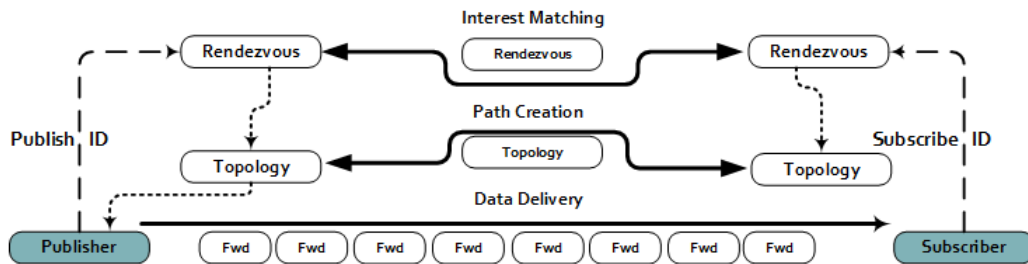 Interest Matching
Rendezvous
Rendezvous
Rendezvous
Path Creation
Publish ID
Subscribe ID
Topology
Topology
Topology
Data Delivery
Publisher
Fwd Fwd Fwd Fwd Fwd Fwd Fwd Fwd
Subscriber